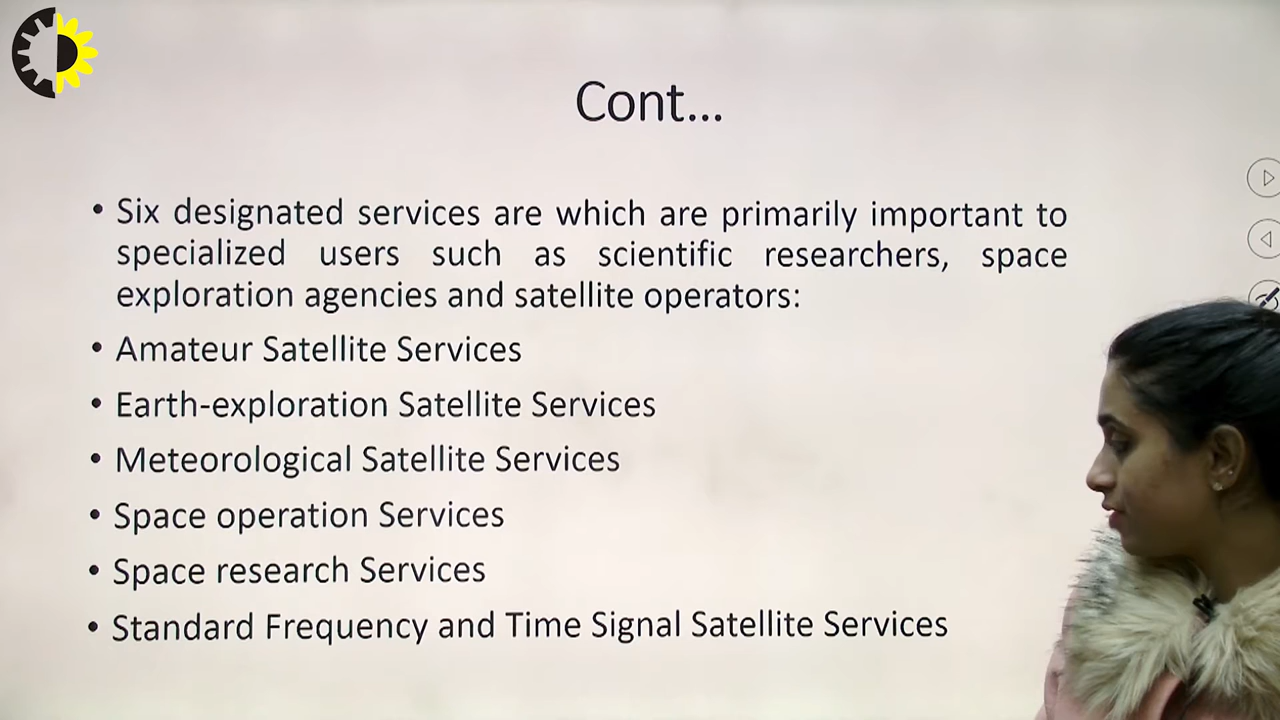 Cont...
• Six designated services are which are primarily important to
specialized users such as scientific researchers, space
exploration agencies and satellite operators:
• Amateur Satellite Services
• Earth-exploration Satellite Services
• Meteorological Satellite Services
• Space operation Services
• Space research Services
• Standard Frequency and Time Signal Satellite Services